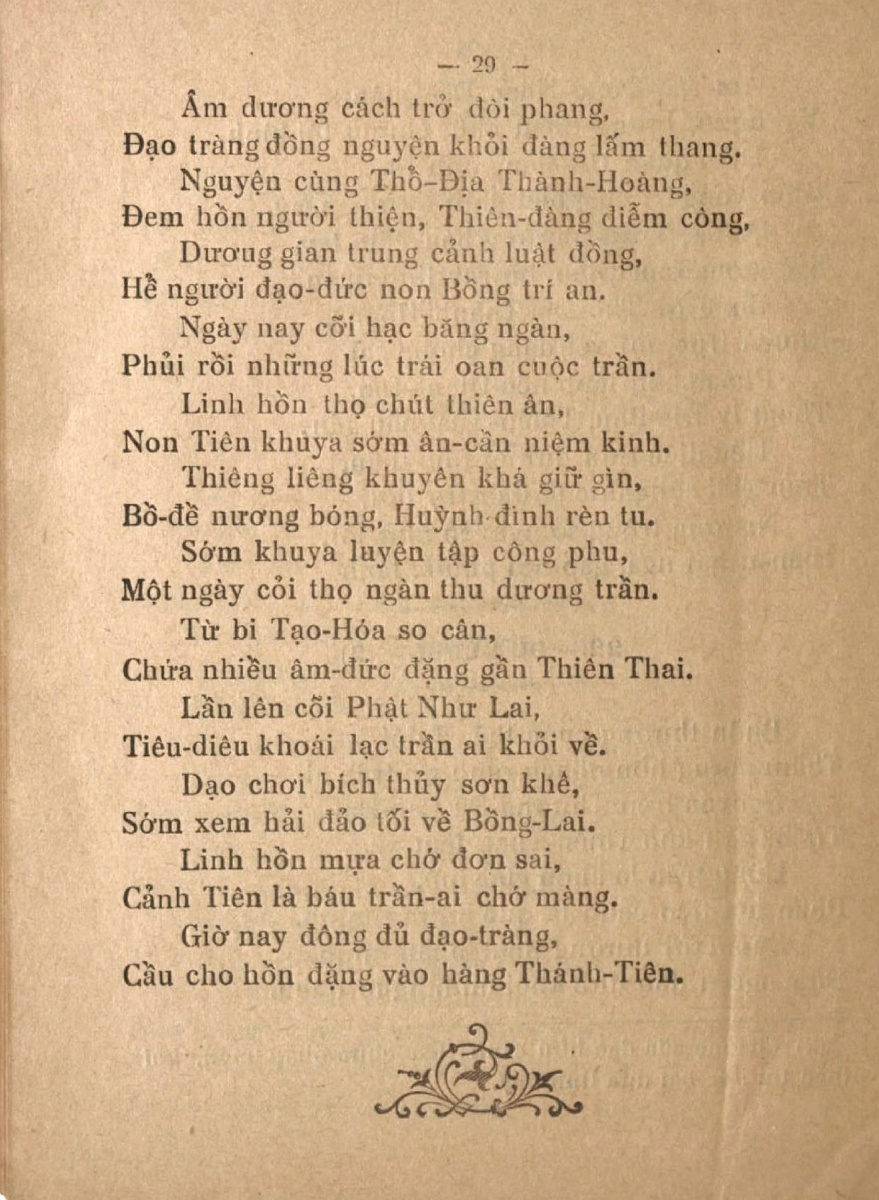 — 29 —
Âm dương cách trở đòi phang,
Đạo tràng đồng nguyện khỏi đàng lấm thang.
Nguyện cùng Thổ-Địa Thành-Hoàng,
Đem hồn người thiện, Thiên-đàng diễm công,
Dươug gian trung cảnh luật đồng,
Hể người đạo-đức non Bồng trí an.
Ngày nay cỡi hạc băng ngàn,
Phủi rồi những lúc trái oan cuộc trần.
Linh hồn thọ chút thiên ân,
Non Tiên khuya sớm ân-cần niệm kinh.
Thiêng liêng khuyên khá giữ gìn,
Bồ-đề nương bóng, Huỳnh-đình rèn tu.
Sớm khuya luyện tập công phu,
Một ngày cỏi thọ ngàn thu dương trần.
Từ bi Tạo-Hóa so cân,
Chứa nhiều âm-đức đặng gần Thiên Thai.
Lần lên cõi Phật Như Lai,
Tiêu-diêu khoái lạc trần ai khỏi về.
Dạo chơi bích thủy sơn khê,
Sớm xem hải đảo tối về Bồng-Lai.
Linh hồn mựa chớ đơn sai,
Cảnh Tiên là báu trần-ai chớ màng.
Giờ nay đông đủ đạo-tràng,
Cầu cho hồn đặng vào hàng Thánh-Tiên.